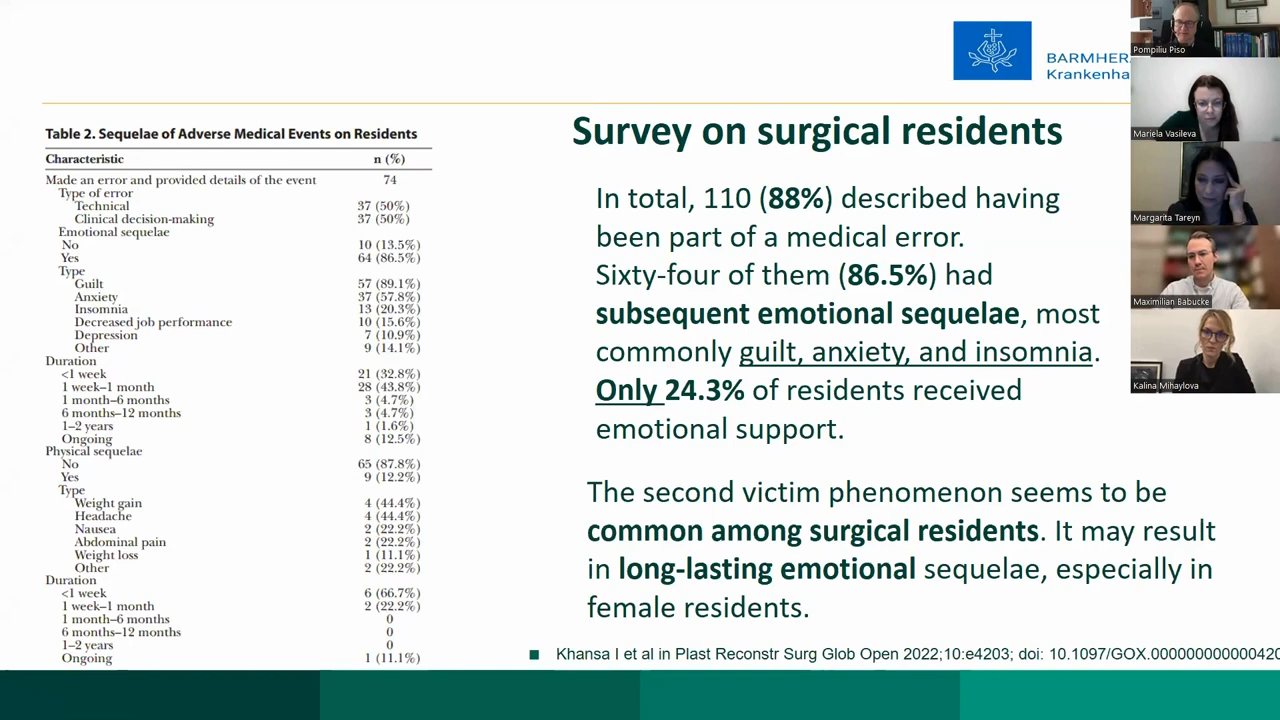 BARMHER
Krankenha
Table 2. Sequelae of Adverse Medical Events on Residents
Characteristic n (%)
Made an error and provided details of the event 74
Type of error
Technical 37 (50%)
Clinical decision-making 37 (50%)
Emotional sequelae
No 10 (13.5%)
Yes 64 (86.5%)
Type
Guilt 57 (89.1%)
Anxiety 37 (57.8%)
Insomnia 13 (20.3%)
Decreased job performance 10 (15.6%)
Depression 7 (10.9%)
Other 9 (14.1%)
Duration
<1 week 21 (32.8%)
1 week–1 month 28 (43.8%)
1 month–6 months 3 (4.7%)
6 months–12 months 3 (4.7%)
1–2 years 1 (1.6%)
Ongoing 8 (12.5%)
Physical sequelae
No 65 (87.8%)
Yes 9 (12.2%)
Type
Weight gain 4 (44.4%)
Headache 4 (44.4%)
Nausea 2 (22.2%)
Abdominal pain 2 (22.2%)
Weight loss 1 (11.1%)
Other 2 (22.2%)
Duration
<1 week 6 (66.7%)
1 week–1 month 2 (22.2%)
1 month–6 months 0
6 months–12 months 0
1–2 years 0
Ongoing 1 (11.1%)
Survey on surgical residents
In total, 110 (88%) described having
been part of a medical error.
Sixty-four of them (86.5%) had
subsequent emotional sequelae, most
commonly guilt, anxiety, and insomnia.
Only 24.3% of residents received
emotional support.
The second victim phenomenon seems to be
common among surgical residents. It may result
in long-lasting emotional sequelae, especially in
female residents.
Khansa I et al in Plast Reconstr Surg Glob Open 2022;10:e4203; doi: 10.1097/GOX.000000000000420
Pompiliu Piso
Mariela Vasileva
Margarita Tareyn
Maximilian Babucke
Kalina Mihaylova